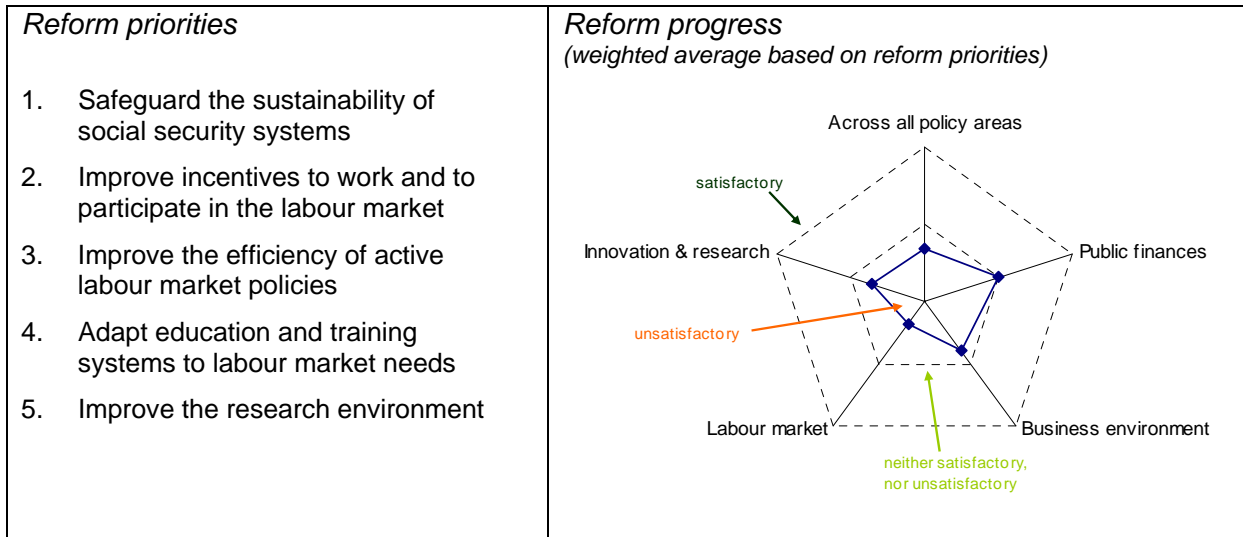 Reform priorities
1. Safeguard the sustainability of
social security systems
2. Improve incentives to work and to
participate in the labour market
3. Improve the efficiency of active
labour market policies
4. Adapt education and training
systems to labour market needs
5. Improve the research environment
Reform progress
(weighted average based on reform priorities)
Across all policy areas
satisfactory
Innovation & research
Public finances
unsatisfactory
Labour market
Business environment
neither satisfactory,
nor unsatisfactory